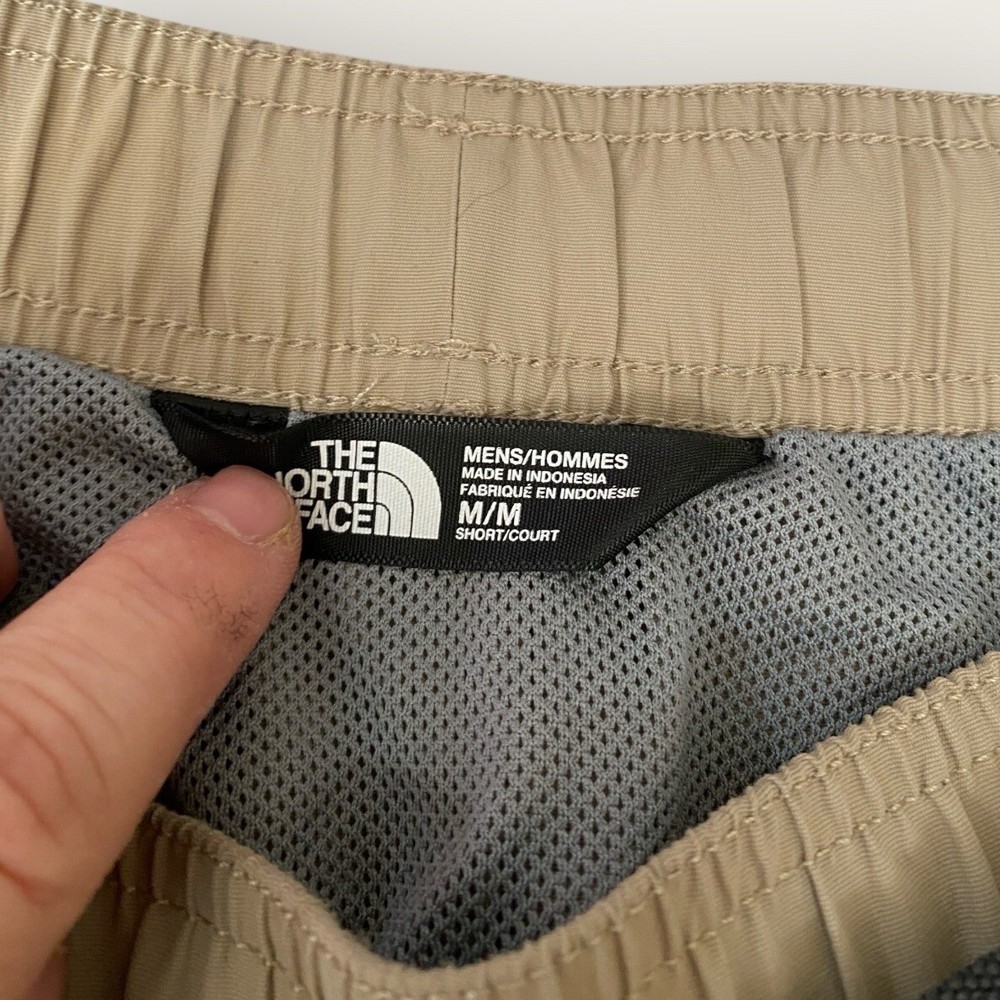 THE
ORTH
FACE
MENS/HOMMES
MADE IN INDONESIA
FABRIQUÉ EN INDONÉSIE
M/M
SHORT/COURT